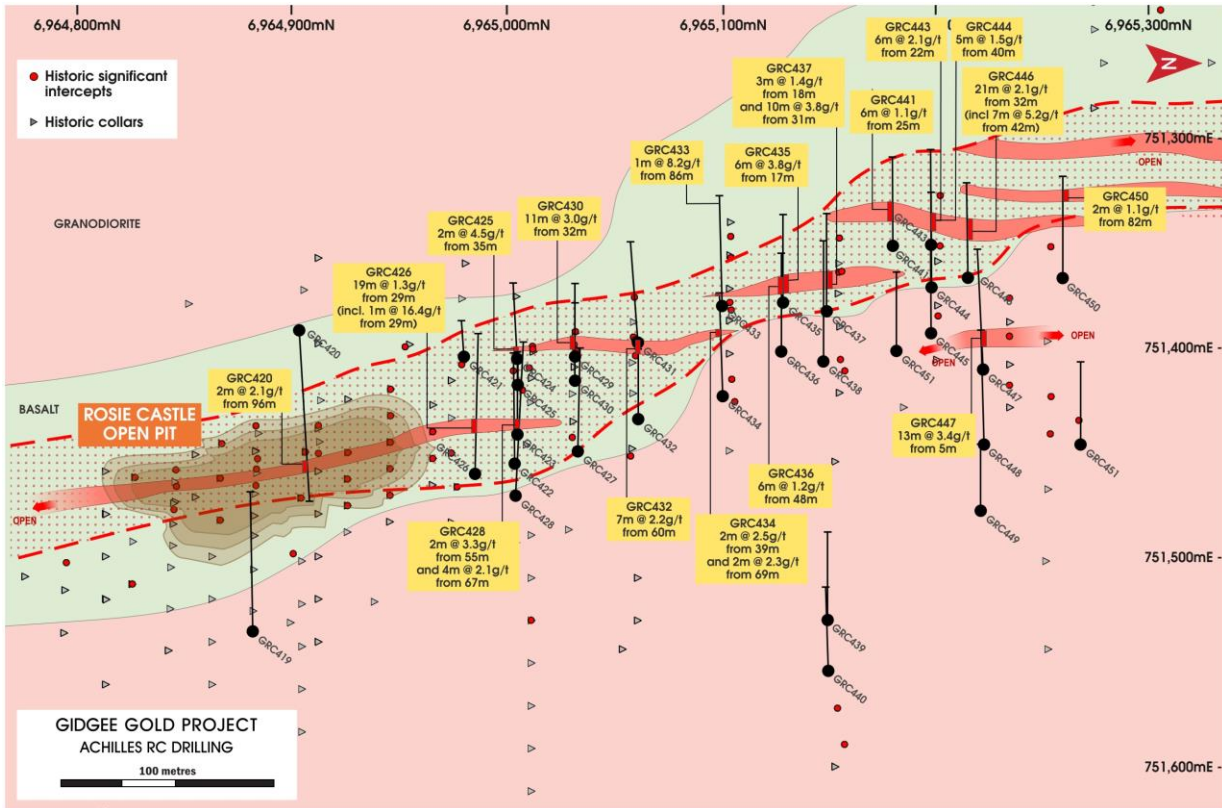 6,964,800mN
6,964,900mN
6,965,000mN
6,965,100mN
6,965,300mN
Historic significant
intercepts
Historic collars
N
GRC443
6m @ 2.1g/t
from 22m
GRC444
5m @ 1.5g/t
from 40m
GRC437
3m @ 1.4g/t
from 18m
and 10m @ 3.8g/t
from 31m
GRC441
6m @ 1.1g/t
from 25m
GRC446
21m @ 2.1g/t
from 32m
(incl 7m @ 5.2g/t
from 42m)
751,300mE
OPEN
GRC433
1m @ 8.2g/t
from 86m
GRC435
6m @ 3.8g/t
from 17m
GRC450
2m @ 1.1g/t
from 82m
GRANODIORITE
GRC425
2m @ 4.5g/t
from 35m
GRC430
11m @ 3.0g/t
from 32m
GRC426
19m @ 1.3g/t
from 29m
(incl. 1m @ 16.4g/t
from 29m)
GRC443
GRC441
GRC446
GRC450
GRC444
GRC433
GRC435
GRC437
GRC445
OPEN
OPEN
751,400mE
GRC420
GRC421
GRC424
GRC429
GRC431
GRC436
GRC438
GRC451
GRC447
GRC425
GRC430
GRC434
GRC432
GRC420
2m @ 2.1g/t
from 96m
BASALT
ROSIE CASTLE
OPEN PIT
GRC426
GRC423
GRC427
GRC422
GRC428
GRC447
13m @ 3.4g/t
from 5m
GRC448
GRC451
GRC436
6m @ 1.2g/t
from 48m
GRC449
OPEN
GRC432
7m @ 2.2g/t
from 60m
GRC428
2m @ 3.3g/t
from 55m
and 4m @ 2.1g/t
from 67m
GRC434
2m @ 2.5g/t
from 39m
and 2m @ 2.3g/t
from 69m
751,500mE
GRC419
GRC439
GRC440
GIDGEE GOLD PROJECT
ACHILLES RC DRILLING
100 metres
751,600mE